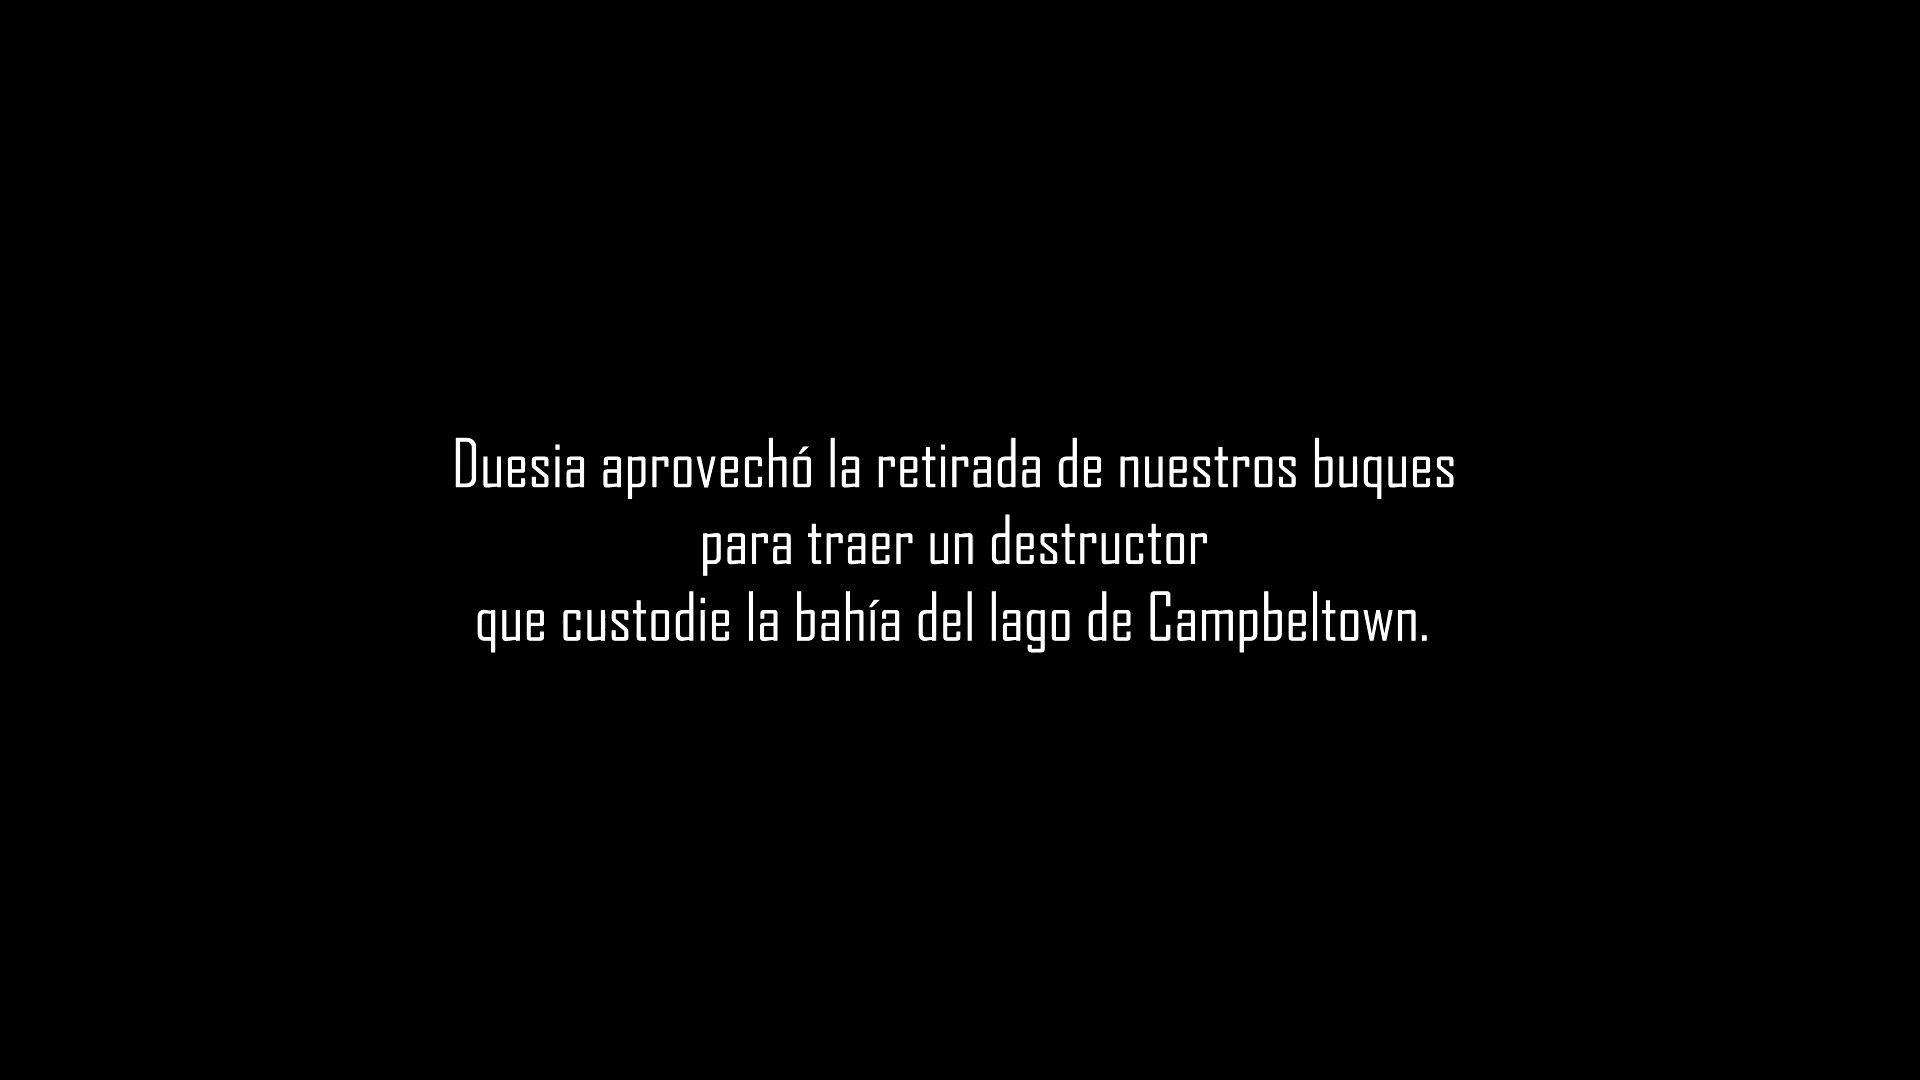 Duesia aprovechó la retirada de nuestros buques
para traer un destructor
que custodie la bahía del lago de Campbeltown.